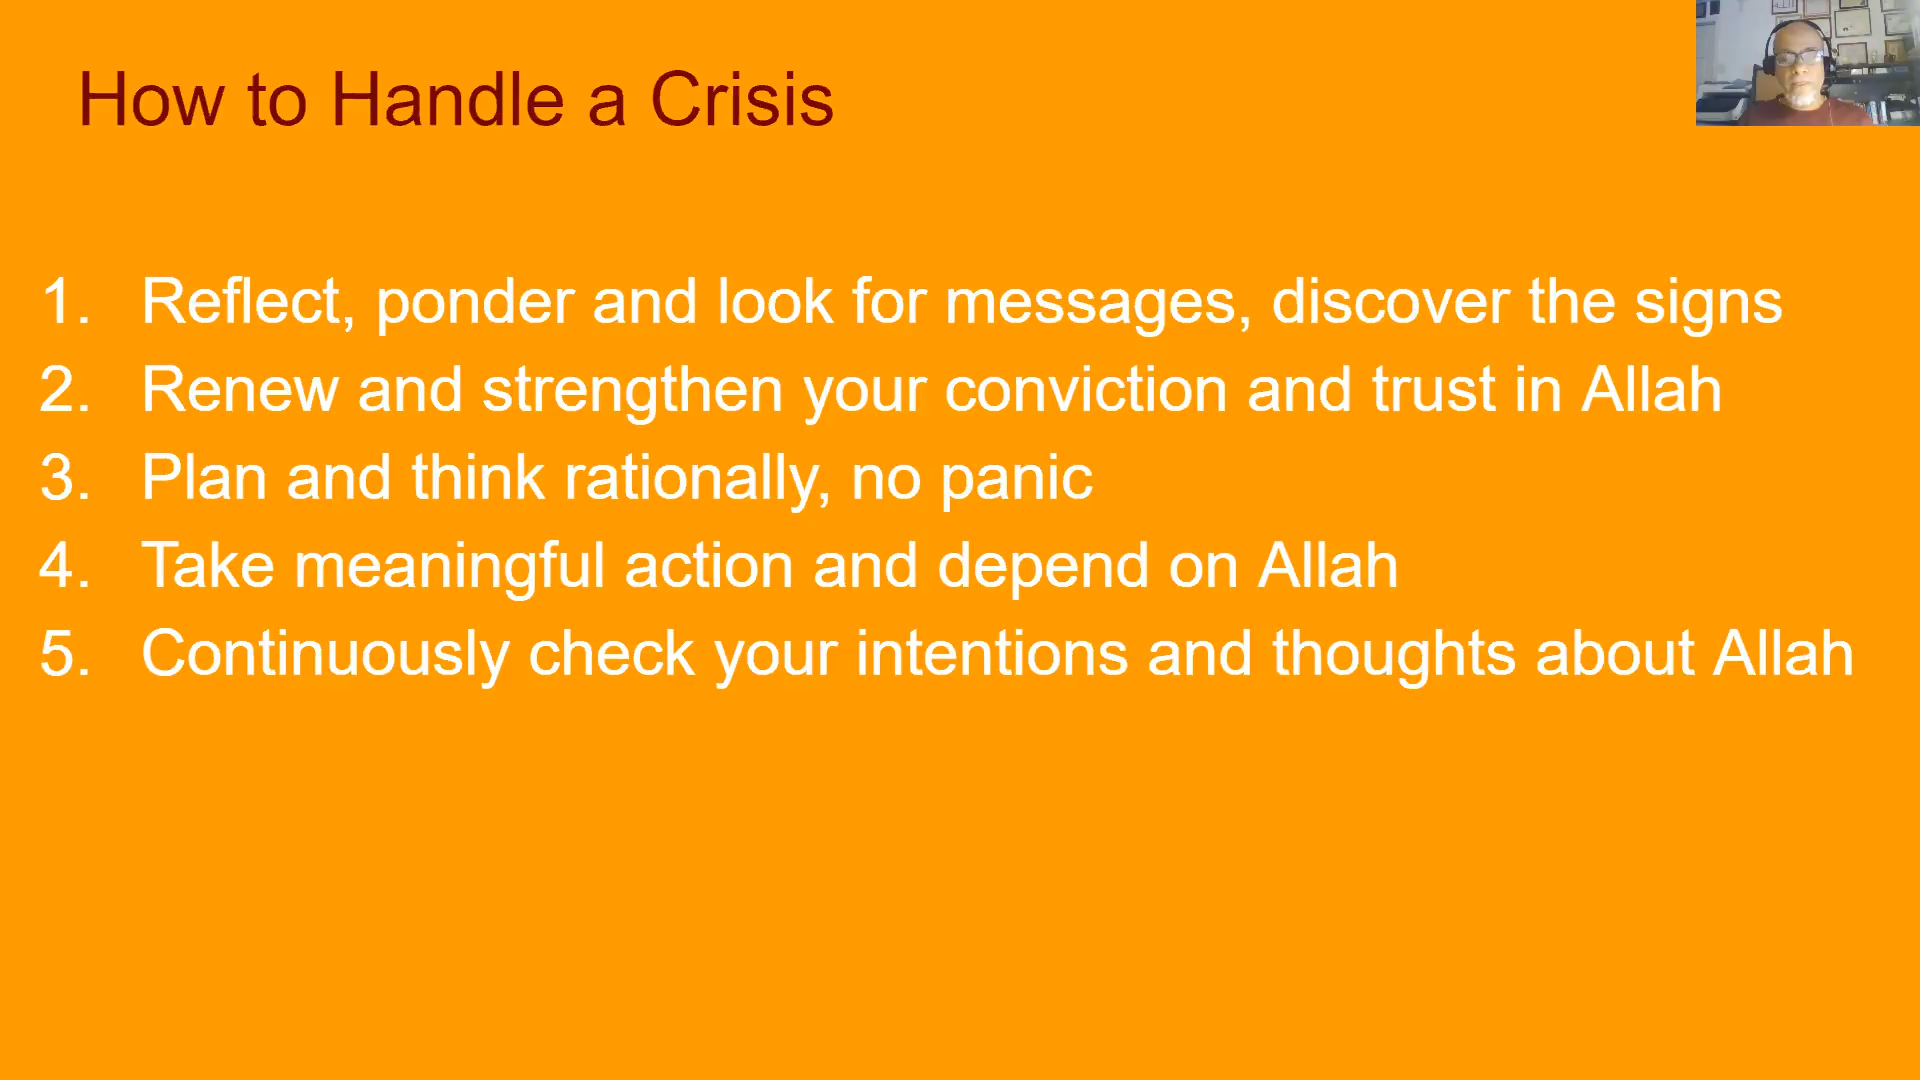 How to Handle a Crisis
1. Reflect, ponder and look for messages, discover the signs
2. Renew and strengthen your conviction and trust in Allah
3. Plan and think rationally, no panic
4. Take meaningful action and depend on Allah
5. Continuously check your intentions and thoughts about Allah